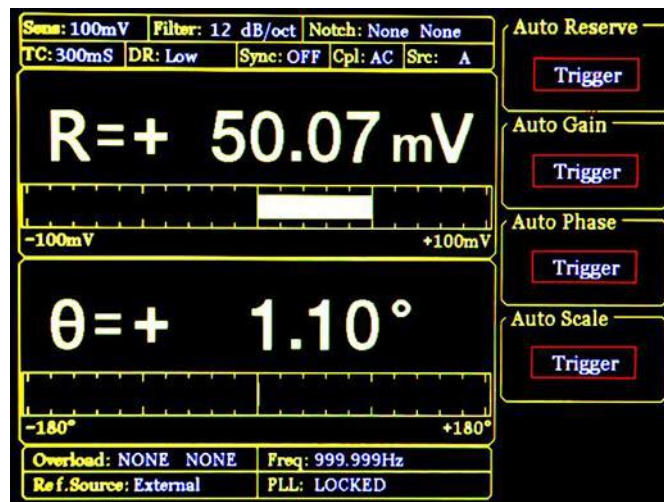 Sens: 100mV Filter: 12 dB/oct Notch: None None
TC: 300mS DR: Low Sync: OFF Cpl: AC Src: A
R=+ 50.07 mV
-100mV +100mV
θ=+ 1.10°
-180° +180°
Overload: NONE NONE Freq: 999.999Hz
Ref.Source: External PLL: LOCKED
Auto Reserve
Trigger
Auto Gain
Trigger
Auto Phase
Trigger
Auto Scale
Trigger